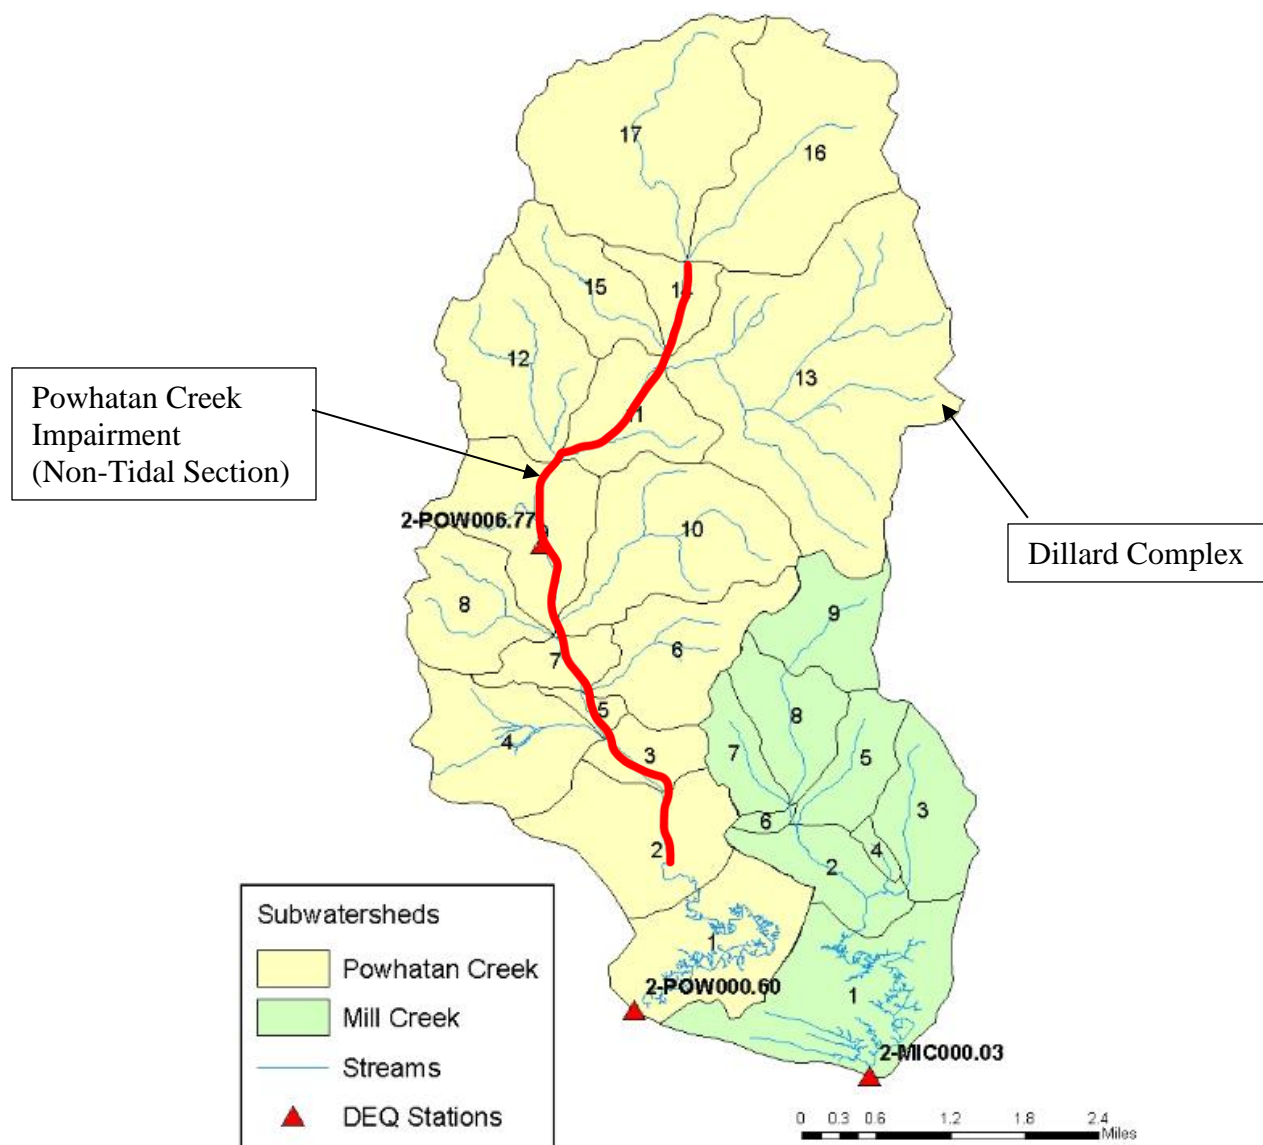 17
16
15
14
12
13
11
Powhatan Creek
Impairment
(Non-Tidal Section)
2-POW006.77
9
10
Dillard Complex
8
9
7
6
5
8
4
3
7
5
3
6
4
2
2
1
1
2-POW000.60
2-MIC000.03
Subwatersheds
Powhatan Creek
Mill Creek
Streams
DEQ Stations
0 0.3 0.6 1.2 1.8 2.4
Miles